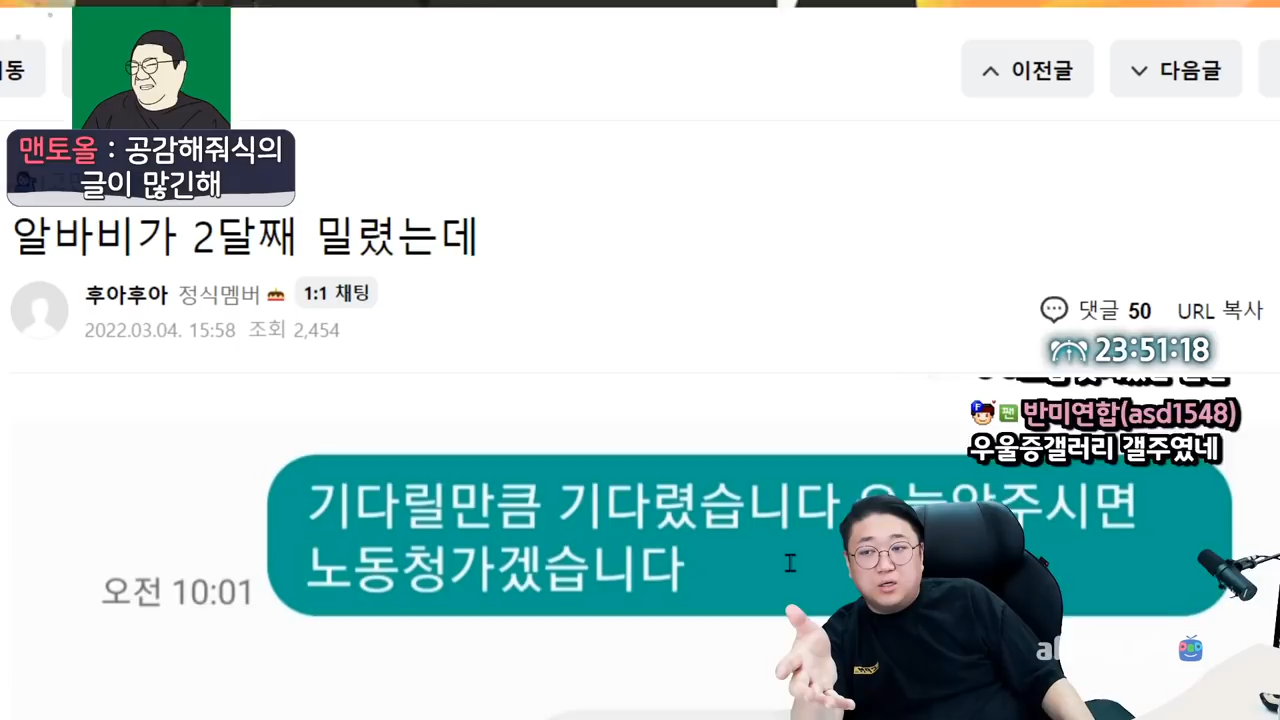 이전글
다음글
맨토올 : 공감해줘식의
글이 많긴해
알바비가 2달째 밀렸는데
후아후아 정식멤버 1:1 채팅
2022.03.04. 15:58 조회 2,454
댓글 50 URL 복사
23:51:18
반미연합(asd1548)
우울증갤러리 갤주였네
기다릴만큼 기다렸습니다
노동청가겠습니다
오전 10:01